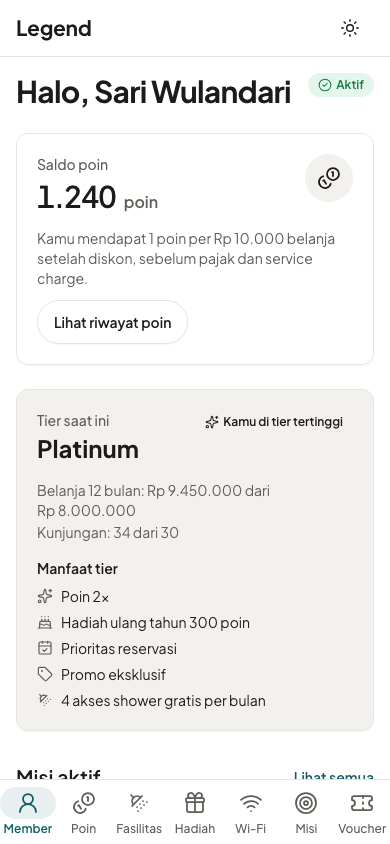 Legend
Halo, Sari Wulandari
Aktif
Saldo poin
1.240 poin
Kamu mendapat 1 poin per Rp 10.000 belanja
setelah diskon, sebelum pajak dan service
charge.
Lihat riwayat poin
Tier saat ini
Kamu di tier tertinggi
Platinum
Belanja 12 bulan: Rp 9.450.000 dari
Rp 8.000.000
Kunjungan: 34 dari 30
Manfaat tier
Poin 2×
Hadiah ulang tahun 300 poin
Prioritas reservasi
Promo eksklusif
4 akses shower gratis per bulan
Misi aktif
Lihat semua
Member
Poin
Fasilitas
Hadiah
Wi-Fi
Misi
Voucher